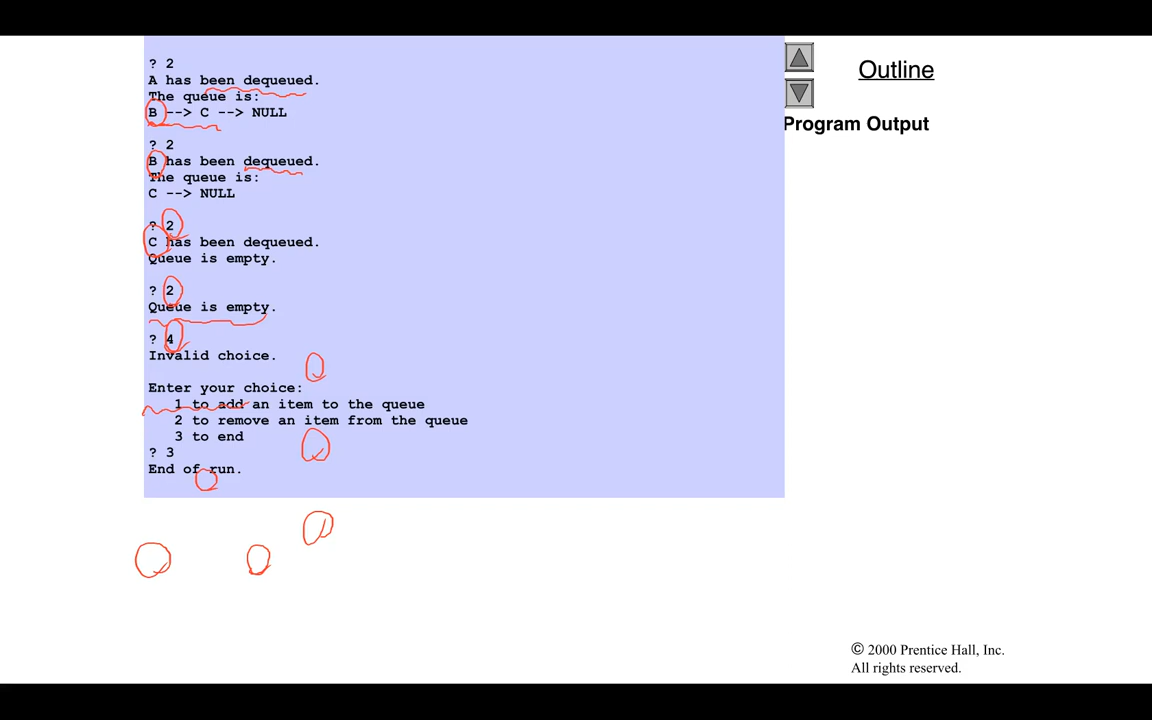 ? 2
A has been dequeued.
The queue is:
B --> C --> NULL
? 2
B has been dequeued.
The queue is:
C --> NULL
? 2
C has been dequeued.
Queue is empty.
? 2
Queue is empty.
? 4
Invalid choice.
Enter your choice:
1 to add an item to the queue
2 to remove an item from the queue
3 to end
? 3
End of run.
Outline
Program Output
© 2000 Prentice Hall, Inc.
All rights reserved.